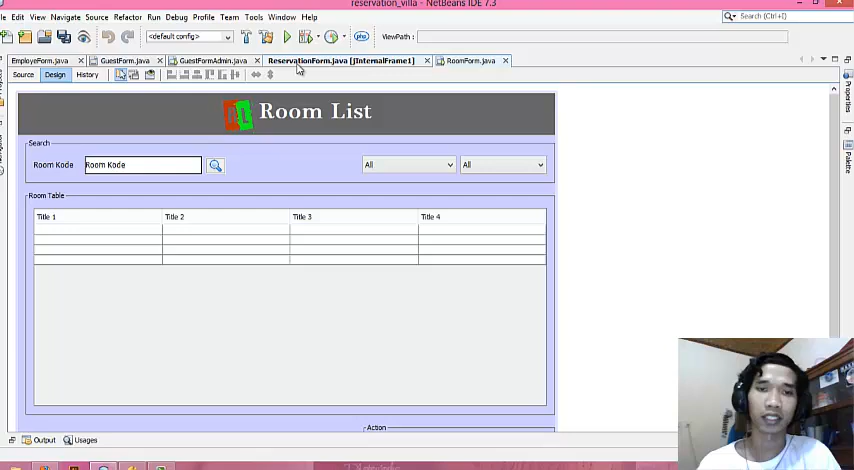 reservation_villa - NetBeans IDE 7.3
File Edit View Navigate Source Refactor Run Debug Profile Team Tools Window Help
Search (Ctrl+I)
<default config>
ViewPath :
EmployeForm.java GuestForm.java GuestFormAdmin.java ReservationForm.java [JInternalFrame1] RoomForm.java
Source Design History
Properties
Palette
Room List
Search
Room Kode Room Kode All All
Room Table
Title 1 Title 2 Title 3 Title 4
Action
Output Usages